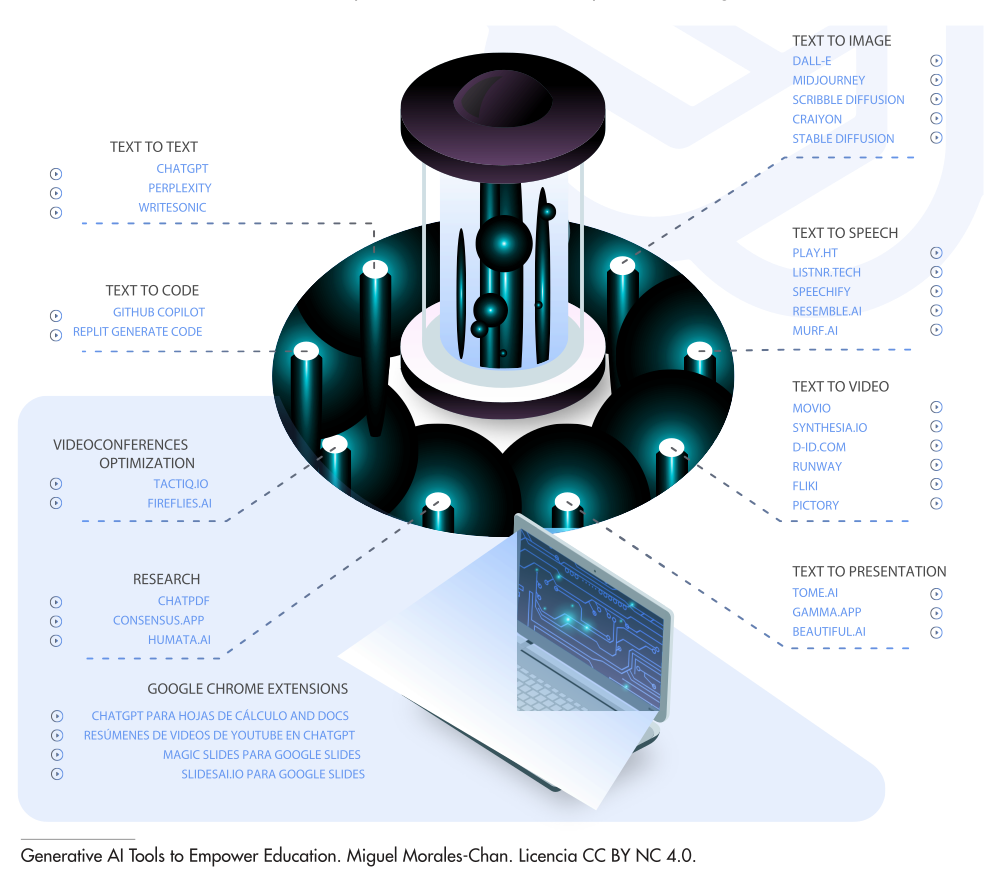 TEXT TO TEXT
CHATGPT
PERPLEXITY
WRITESONIC
TEXT TO CODE
GITHUB COPILOT
REPLIT GENERATE CODE
VIDEOCONFERENCES
OPTIMIZATION
TACTIQ.IO
FIREFLIES.AI
RESEARCH
CHATPDF
CONSENSUS.APP
HUMATA.AI
GOOGLE CHROME EXTENSIONS
CHATGPT PARA HOJAS DE CÁLCULO AND DOCS
RESÚMENES DE VIDEOS DE YOUTUBE EN CHATGPT
MAGIC SLIDES PARA GOOGLE SLIDES
SLIDESAI.IO PARA GOOGLE SLIDES
TEXT TO IMAGE
DALL-E
MIDJOURNEY
SCRIBBLE DIFFUSION
CRAIYON
STABLE DIFFUSION
TEXT TO SPEECH
PLAY.HT
LISTNR.TECH
SPEECHIFY
RESEMBLE.AI
MURF.AI
TEXT TO VIDEO
MOVIO
SYNTHESIA.IO
D-ID.COM
RUNWAY
FLIKI
PICTORY
TEXT TO PRESENTATION
TOME.AI
GAMMA.APP
BEAUTIFUL.AI
Generative AI Tools to Empower Education. Miguel Morales-Chan. Licencia CC BY NC 4.0.